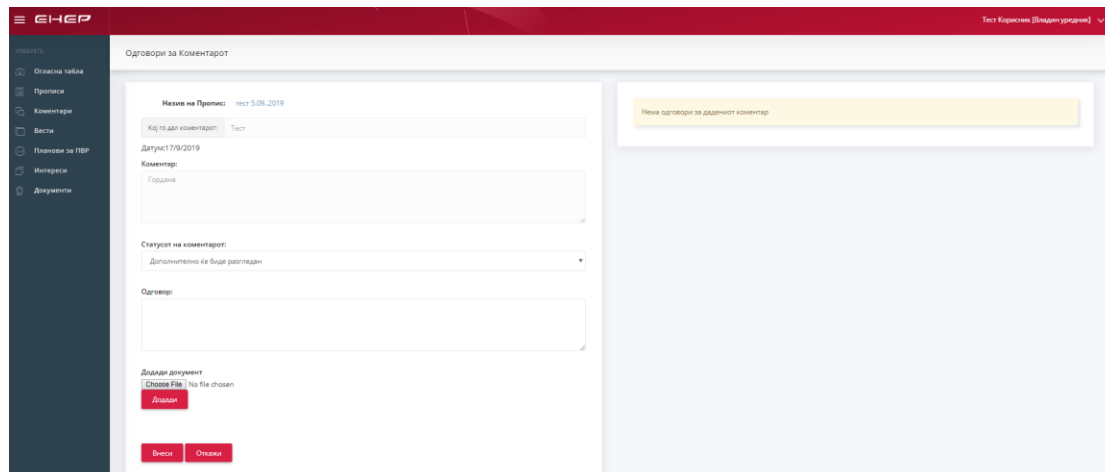 ЕНЕР
Тест Корисник [Владин уредник]
ИЗБЕРЕТЕ
Огласна табла
Прописи
Коментари
Вести
Планови за ПВР
Интереси
Документи
Одговори за Коментарот
Назив на Пропис: тест 5.09..2019
Кој го дал коментарот: Тест
Датум:17/9/2019
Коментар:
Гордана
Статусот на коментарот:
Дополнително ќе биде разгледан
Одговор:
Додади документ
Choose File No file chosen
Додади
Внеси Откажи
Нема одговори за дадениот коментар